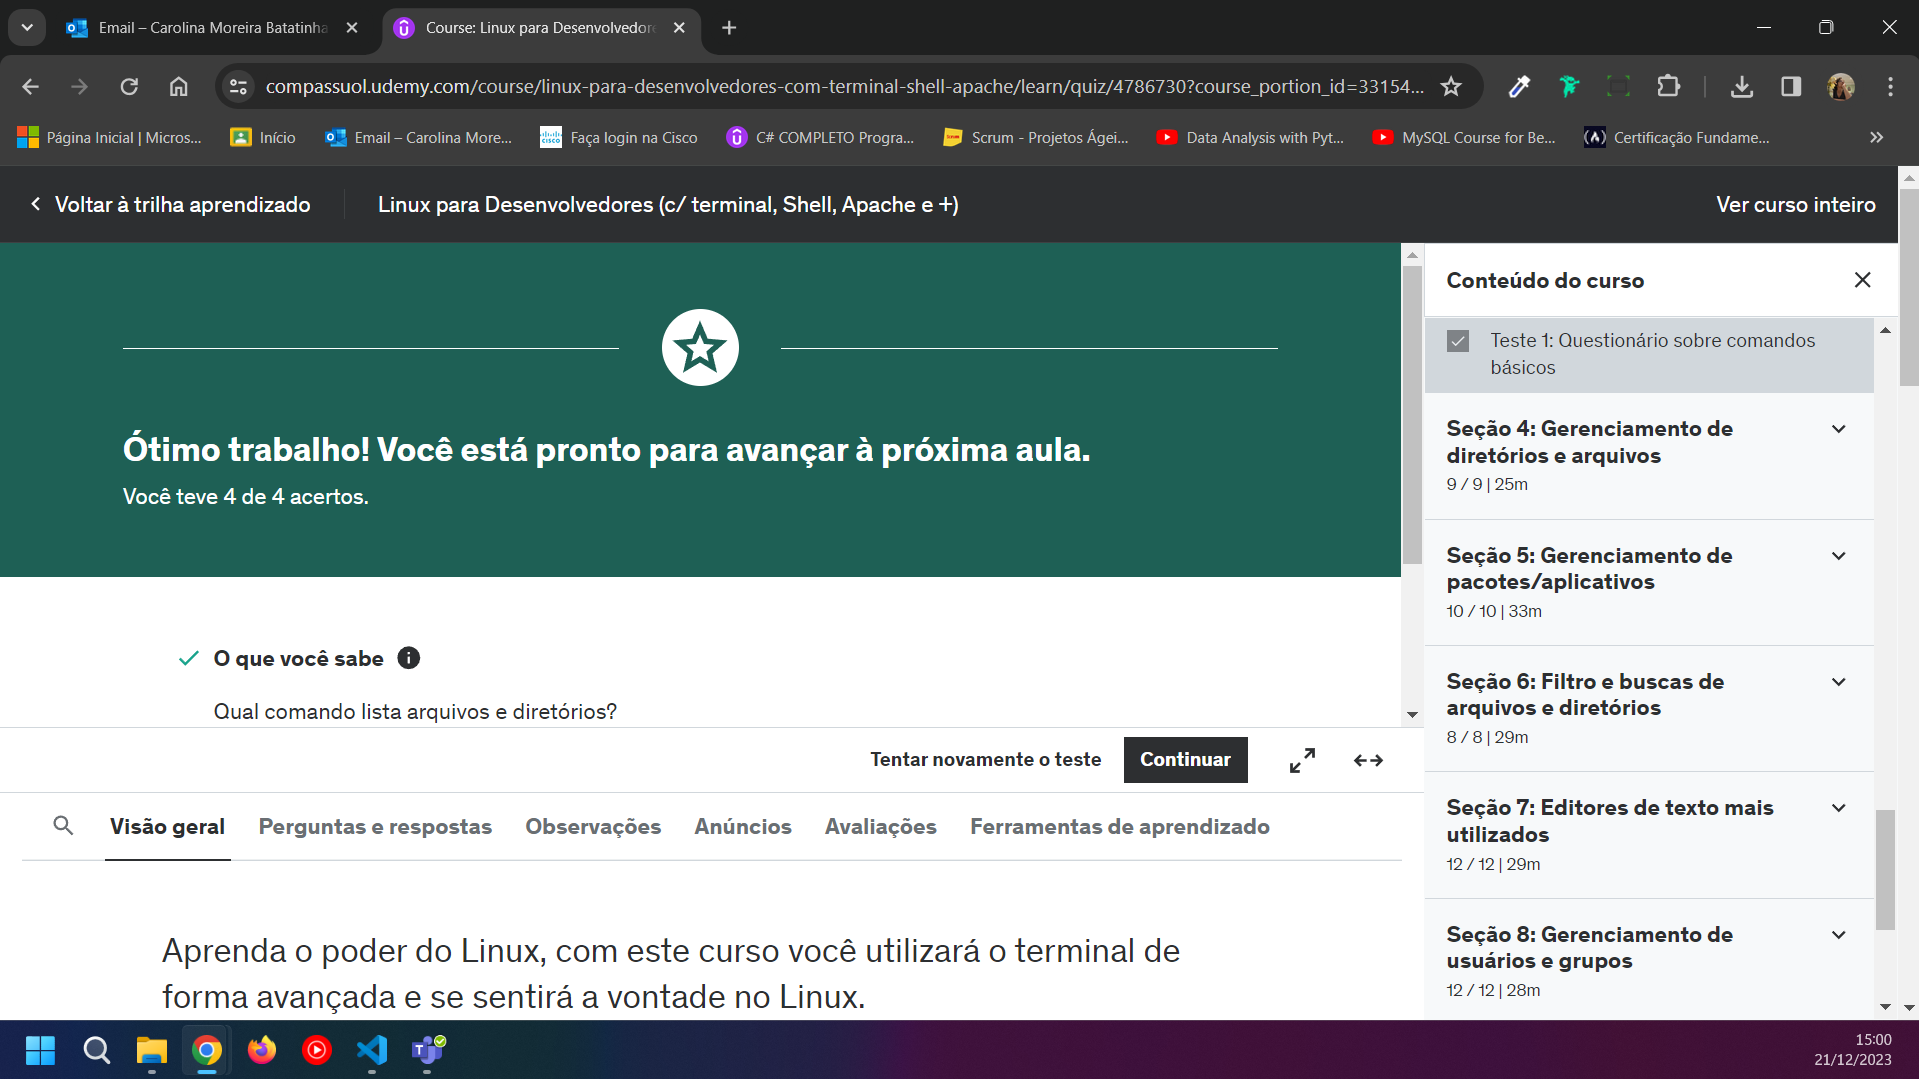 Email – Carolina Moreira Batatinha
Course: Linux para Desenvolvedore
compassuol.udemy.com/course/linux-para-desenvolvedores-com-terminal-shell-apache/learn/quiz/4786730?course_portion_id=33154...
Página Inicial | Micros...
Início
Email – Carolina More...
Faça login na Cisco
C# COMPLETO Progra...
Scrum - Projetos Ágei...
Data Analysis with Pyt...
MySQL Course for Be...
Certificação Fundame...
Voltar à trilha aprendizado
Linux para Desenvolvedores (c/ terminal, Shell, Apache e +)
Ver curso inteiro
Ótimo trabalho! Você está pronto para avançar à próxima aula.
Você teve 4 de 4 acertos.
O que você sabe
Qual comando lista arquivos e diretórios?
Tentar novamente o teste
Continuar
Visão geral
Perguntas e respostas
Observações
Anúncios
Avaliações
Ferramentas de aprendizado
Aprenda o poder do Linux, com este curso você utilizará o terminal de
forma avançada e se sentirá a vontade no Linux.
Conteúdo do curso
Teste 1: Questionário sobre comandos
básicos
Seção 4: Gerenciamento de
diretórios e arquivos
9 / 9 | 25m
Seção 5: Gerenciamento de
pacotes/aplicativos
10 / 10 | 33m
Seção 6: Filtro e buscas de
arquivos e diretórios
8 / 8 | 29m
Seção 7: Editores de texto mais
utilizados
12 / 12 | 29m
Seção 8: Gerenciamento de
usuários e grupos
12 / 12 | 28m
15:00
21/12/2023